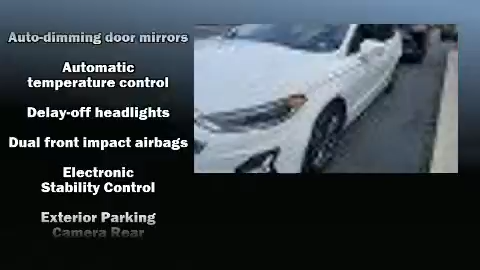 Auto-dimming door mirrors
Automatic
temperature control
Delay-off headlights
Dual front impact airbags
Electronic
Stability Control
Exterior Parking
Camera Rear